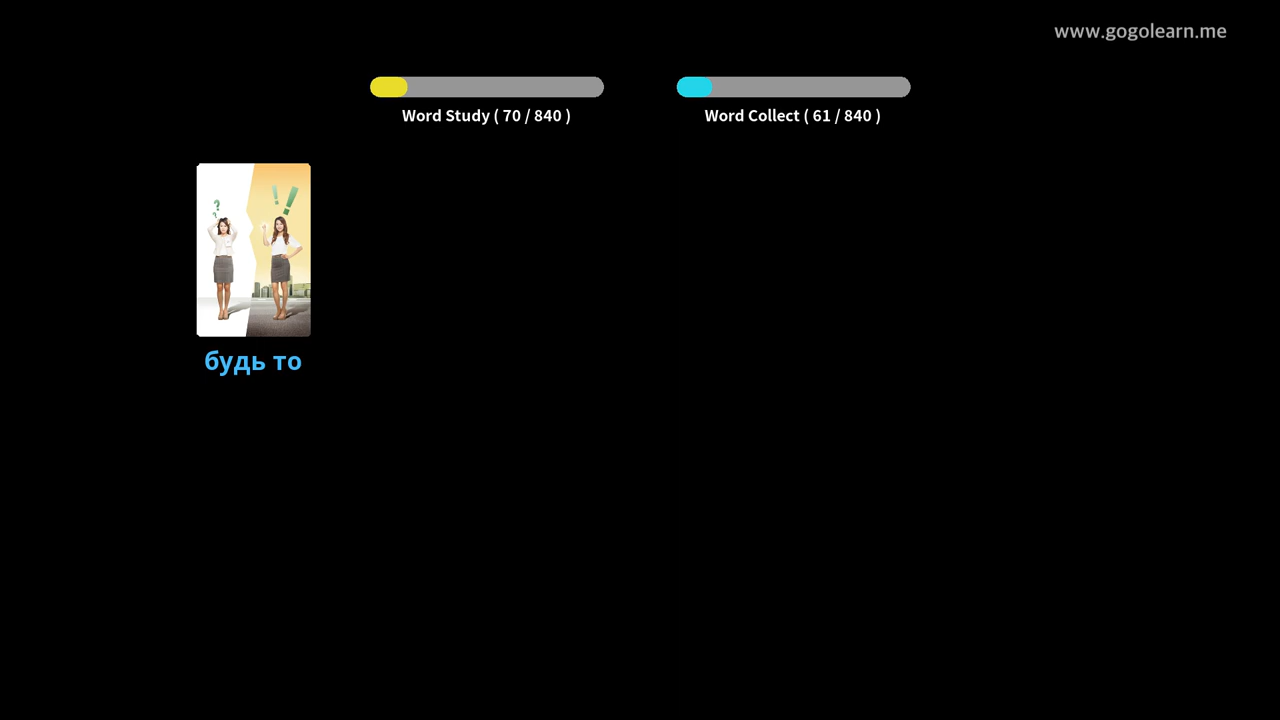 www.gogolearn.me
Word Study ( 70 / 840 )
Word Collect ( 61 / 840 )
? !!
будь то